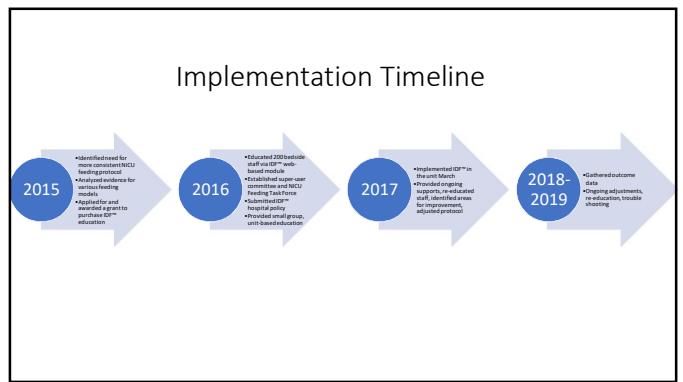 Implementation Timeline
2015
•Identified need for
more consistent NICU
feeding protocol
•Analyzed evidence for
various feeding
models
•Applied for and
awarded a grant to
purchase IDF™
education
2016
•Educated 200 bedside
staff via IDF™ web-
based module
•Established super-user
committee and NICU
Feeding Task Force
•Submitted IDF™
hospital policy
•Provided small group,
unit-based education
2017
•Implemented IDF™ in
the unit March
•Provided ongoing
supports, re-educated
staff, identified areas
for improvement,
adjusted protocol
2018-
2019
•Gathered outcome
data
•Ongoing adjustments,
re-education, trouble
shooting